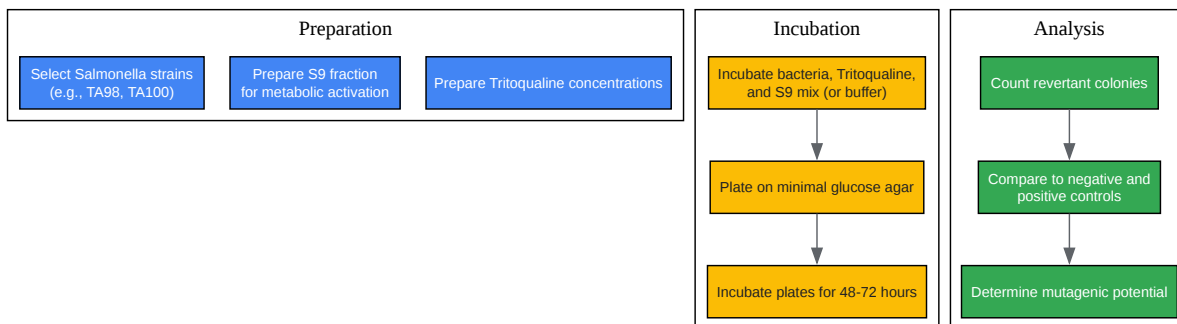 Preparation
Select Salmonella strains
(e.g., TA98, TA100)
Prepare S9 fraction
for metabolic activation
Prepare Tritoqualine concentrations
Incubation
Incubate bacteria, Tritoqualine,
and S9 mix (or buffer)
Plate on minimal glucose agar
Incubate plates for 48-72 hours
Analysis
Count revertant colonies
Compare to negative and
positive controls
Determine mutagenic potential